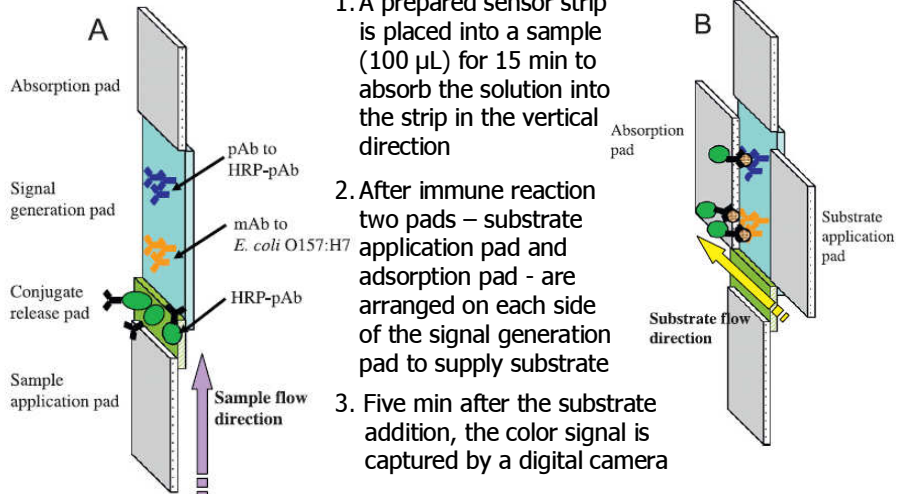 A
Absorption pad
Signal
generation pad
Conjugate
release pad
Sample
application pad
pAb to
HRP-pAb
mAb to
E. coli O157:H7
HRP-pAb
Sample flow
direction
1. A prepared sensor strip
is placed into a sample
(100 µL) for 15 min to
absorb the solution into
the strip in the vertical
direction
2. After immune reaction
two pads – substrate
application pad and
adsorption pad - are
arranged on each side
of the signal generation
pad to supply substrate
3. Five min after the substrate
addition, the color signal is
captured by a digital camera
B
Absorption
pad
Substrate
application
pad
Substrate flow
direction